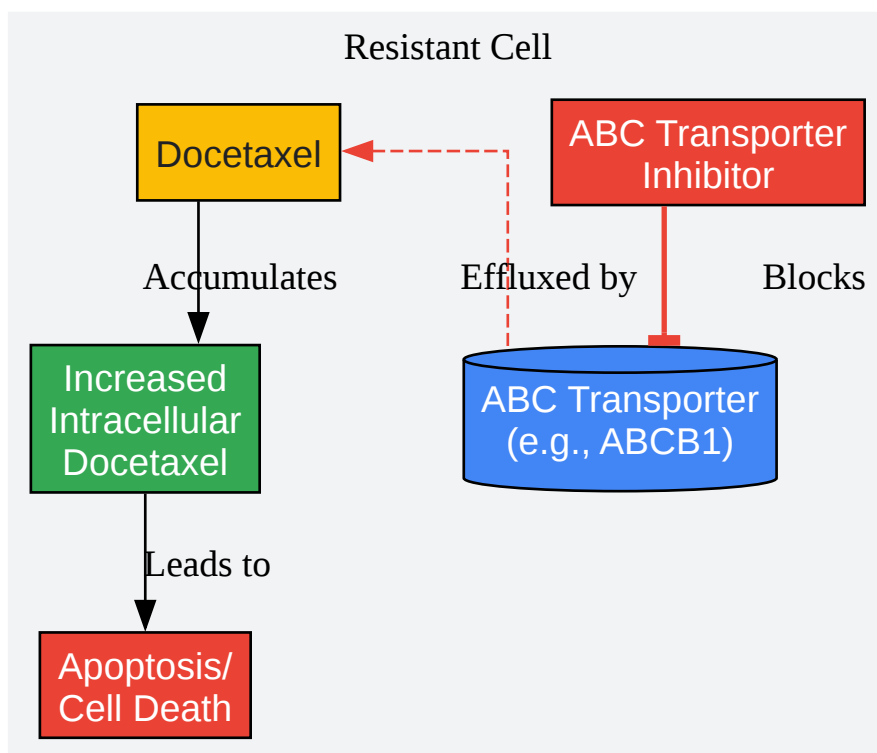 Resistant Cell
Docetaxel
ABC Transporter
Inhibitor
Accumulates
Effluxed by
Blocks
Increased
Intracellular
Docetaxel
ABC Transporter
(e.g., ABCB1)
Leads to
Apoptosis/
Cell Death